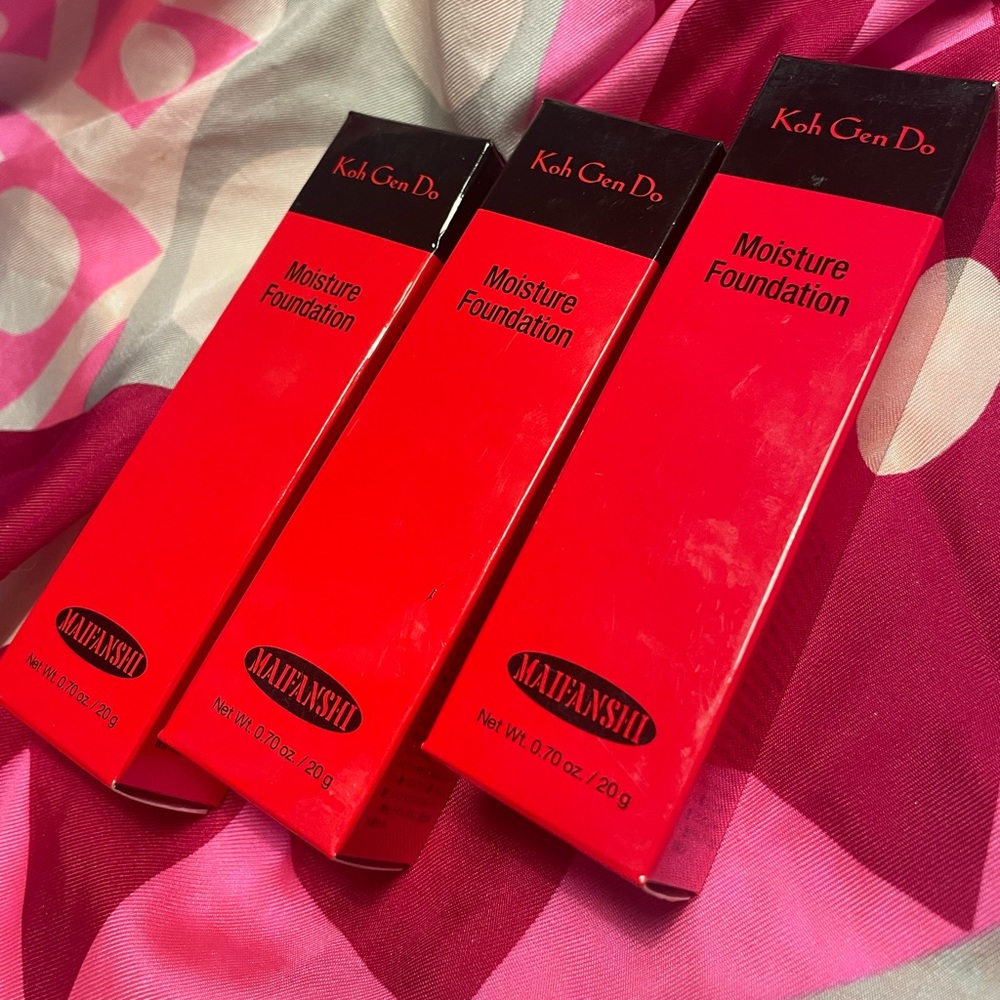 Koh Gen Do
Moisture
Foundation
MAIFANSHI
Net Wt. 0.70 oz. / 20 g
Koh Gen Do
Moisture
Foundation
MAIFANSHI
Net Wt. 0.70 oz. / 20 g
Koh Gen Do
Moisture
Foundation
MAIFANSHI
Net Wt. 0.70 oz. / 20 g